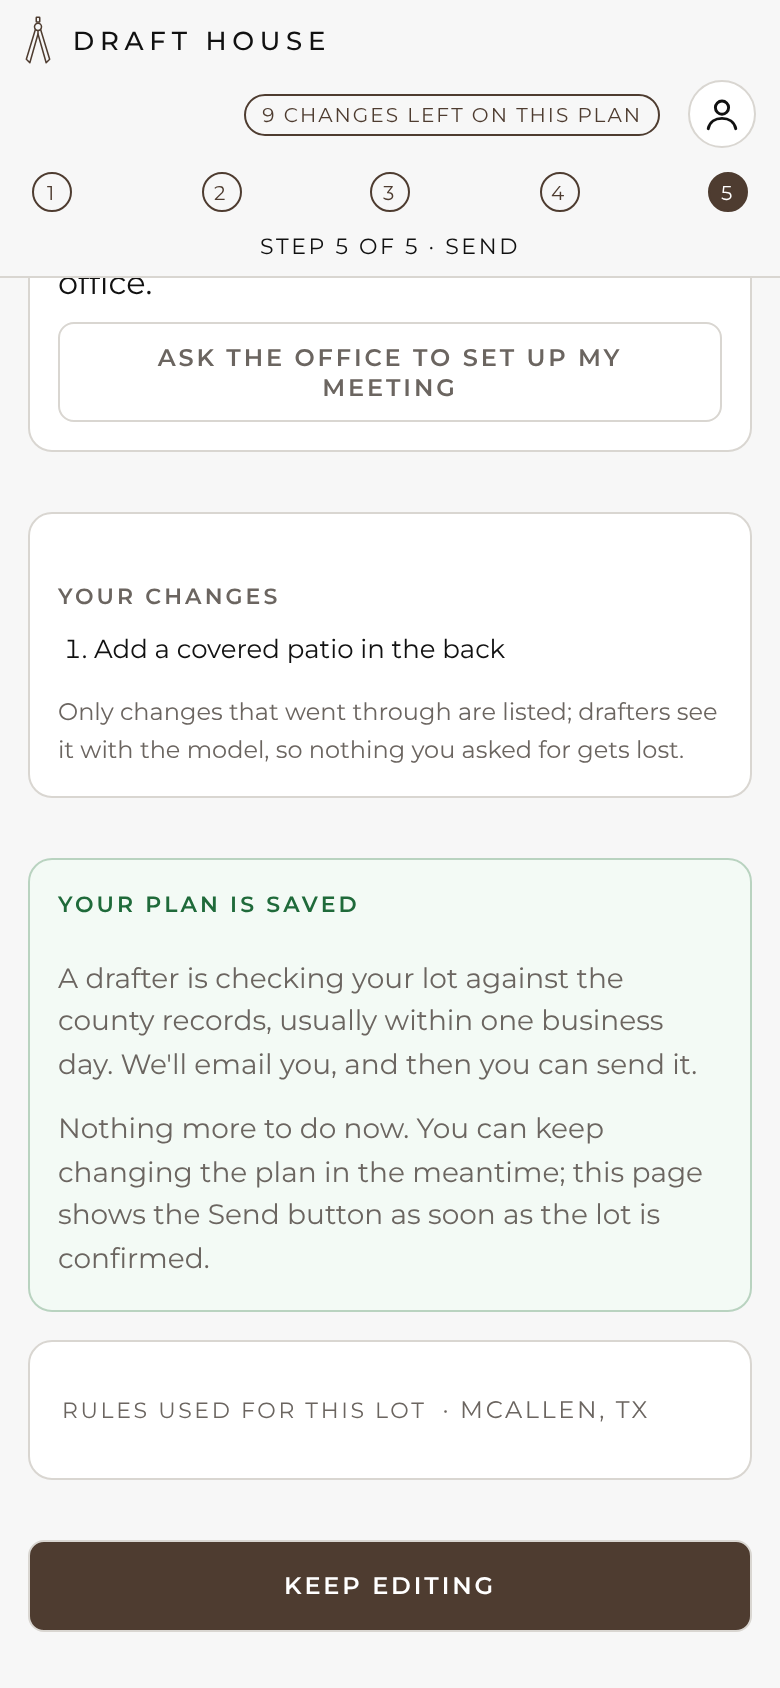 DRAFT HOUSE
9 CHANGES LEFT ON THIS PLAN
1
2
3
4
5
STEP 5 OF 5 · SEND
office.
ASK THE OFFICE TO SET UP MY
MEETING
YOUR CHANGES
1. Add a covered patio in the back
Only changes that went through are listed; drafters see
it with the model, so nothing you asked for gets lost.
YOUR PLAN IS SAVED
A drafter is checking your lot against the
county records, usually within one business
day. We'll email you, and then you can send it.
Nothing more to do now. You can keep
changing the plan in the meantime; this page
shows the Send button as soon as the lot is
confirmed.
RULES USED FOR THIS LOT · MCALLEN, TX
KEEP EDITING